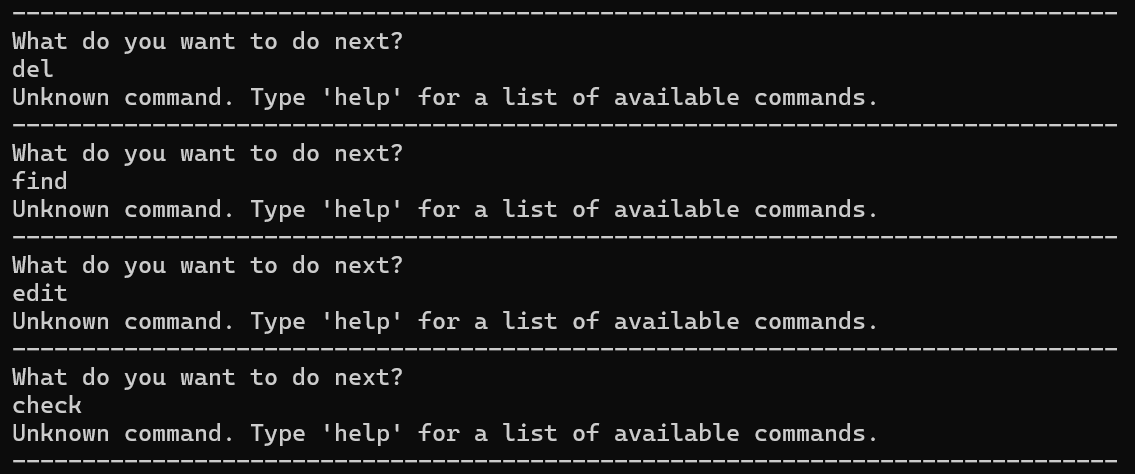 --------------------------------------------------------------------------------
What do you want to do next?
del
Unknown command. Type 'help' for a list of available commands.
--------------------------------------------------------------------------------
What do you want to do next?
find
Unknown command. Type 'help' for a list of available commands.
--------------------------------------------------------------------------------
What do you want to do next?
edit
Unknown command. Type 'help' for a list of available commands.
--------------------------------------------------------------------------------
What do you want to do next?
check
Unknown command. Type 'help' for a list of available commands.
--------------------------------------------------------------------------------